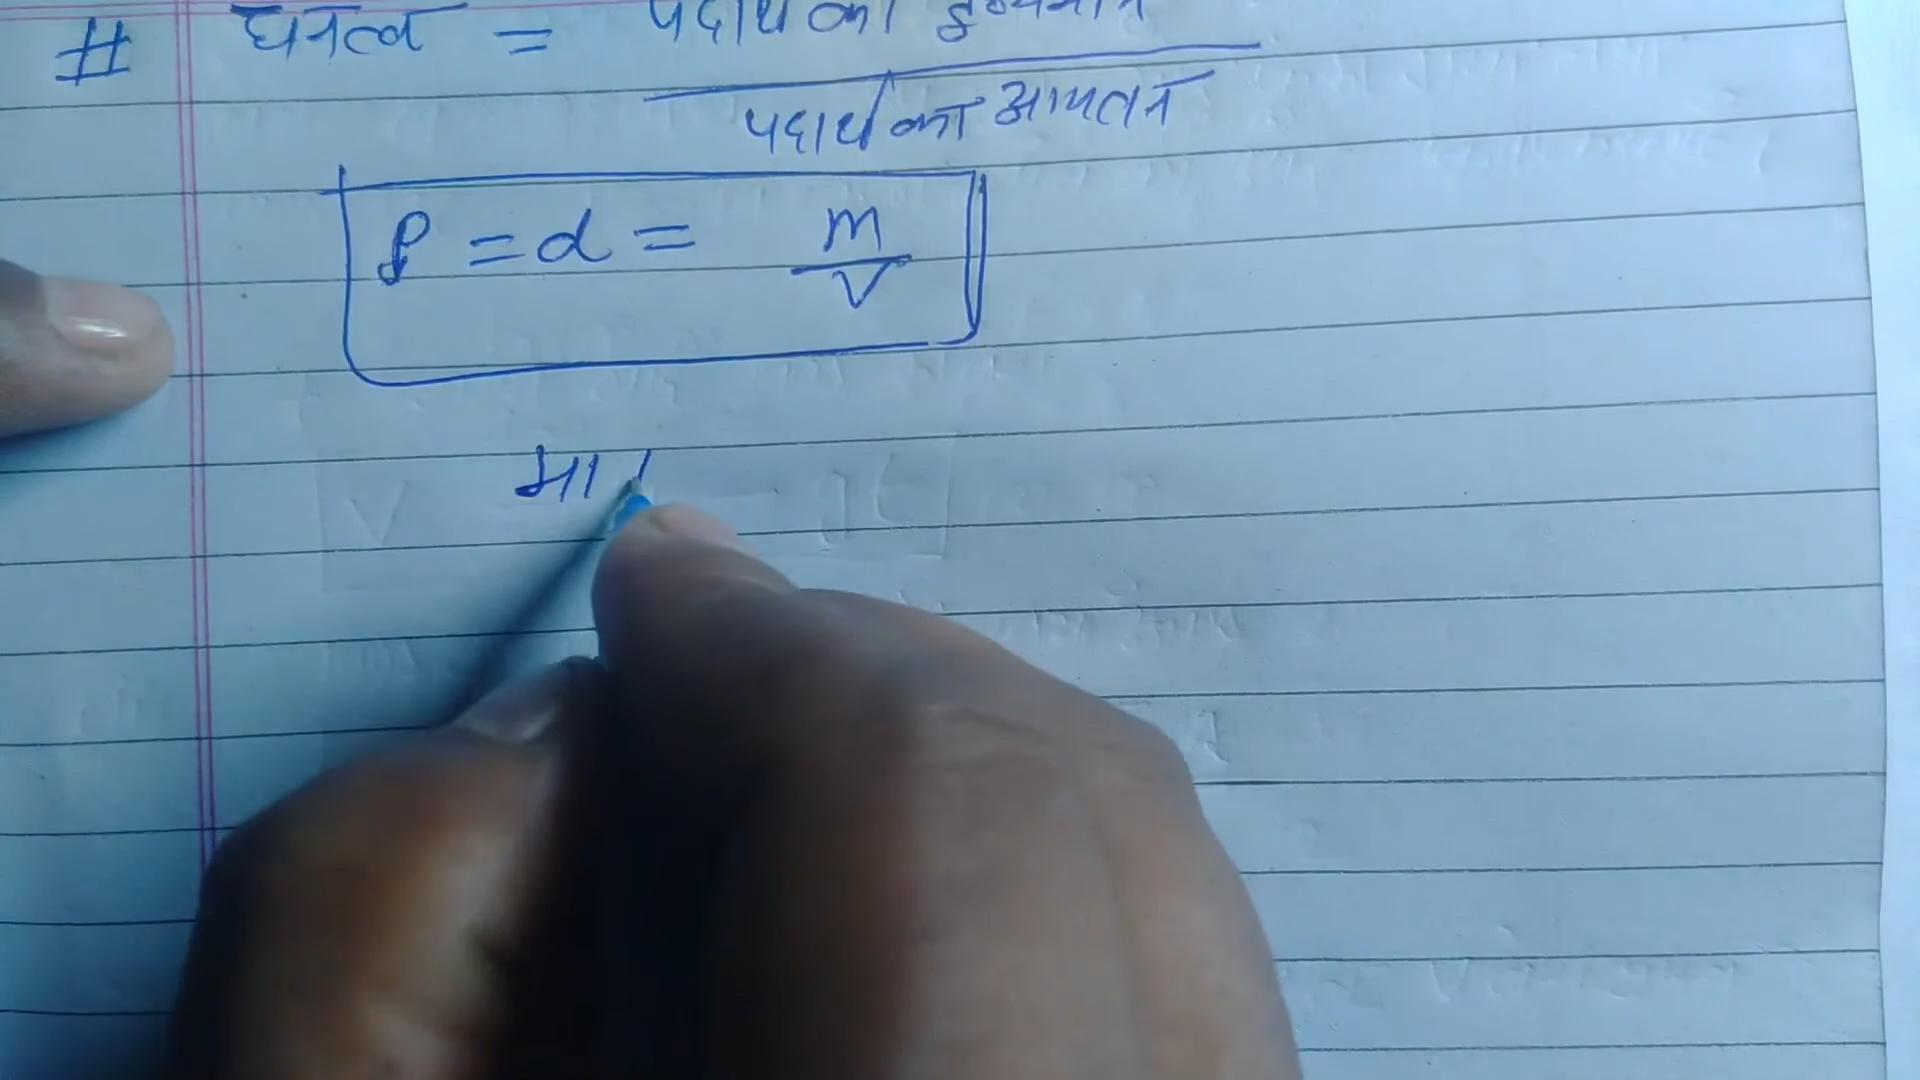 # घनत्व = पदार्थ का द्रव्यमान
पदार्थ का आयतन
ρ = d = m
V
मा